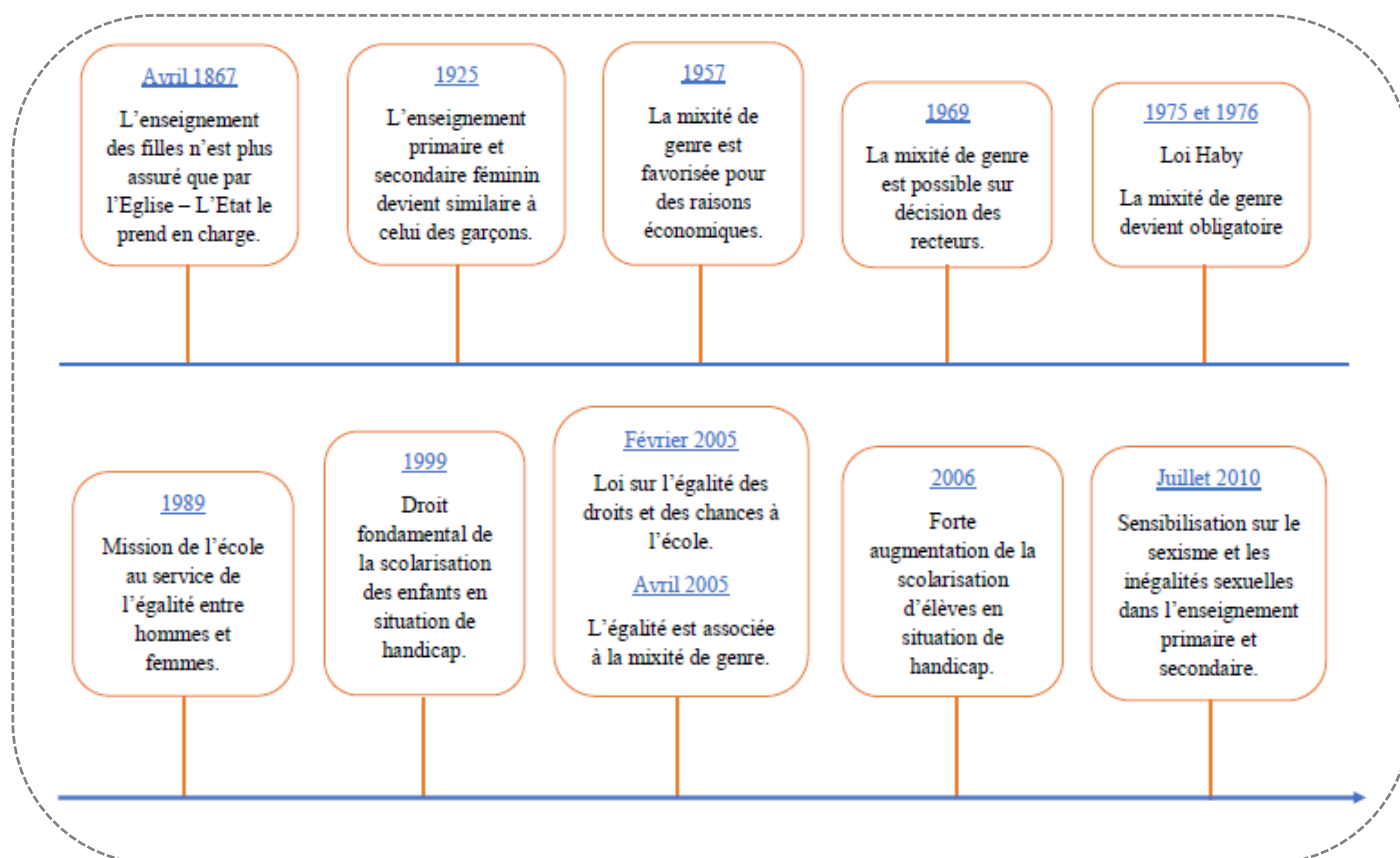 Avril 1867
L'enseignement
des filles n'est plus
assuré que par
l'Eglise – L'Etat le
prend en charge.
1925
L'enseignement
primaire et
secondaire féminin
devient similaire à
celui des garçons.
1957
La mixité de
genre est
favorisée pour
des raisons
économiques.
1969
La mixité de genre
est possible sur
décision des
recteurs.
1975 et 1976
Loi Haby
La mixité de genre
devient obligatoire
1989
Mission de l'école
au service de
l'égalité entre
hommes et
femmes.
1999
Droit
fondamental de
la scolarisation
des enfants en
situation de
handicap.
Février 2005
Loi sur l'égalité des
droits et des chances à
l'école.
Avril 2005
L'égalité est associée
à la mixité de genre.
2006
Forte
augmentation de la
scolarisation
d'élèves en
situation de
handicap.
Juillet 2010
Sensibilisation sur le
sexisme et les
inégalités sexuelles
dans l'enseignement
primaire et
secondaire.